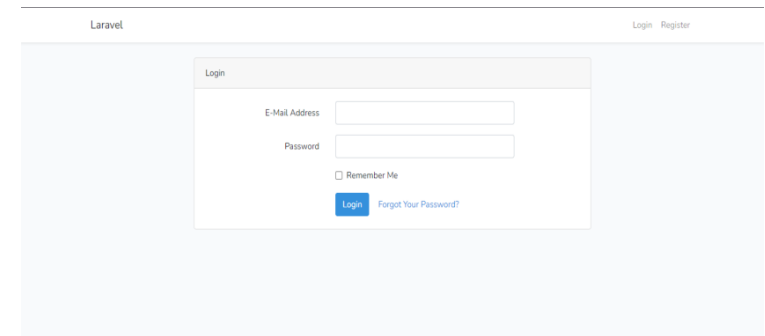 Laravel Login Register
Login
E-Mail Address
Password
Remember Me
Login Forgot Your Password?